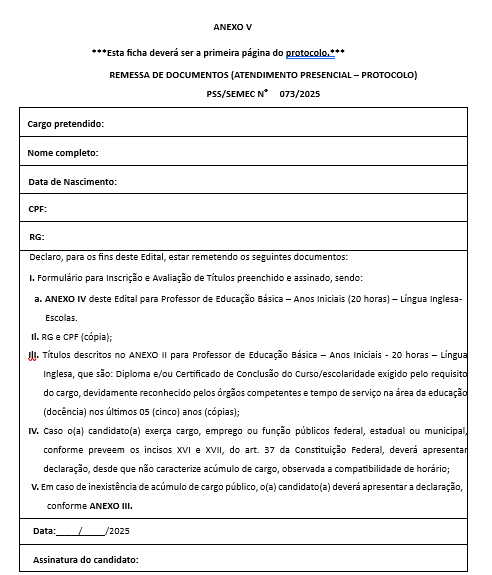 ANEXO V
***Esta ficha deverá ser a primeira página do protocolo.***
REMESSA DE DOCUMENTOS (ATENDIMENTO PRESENCIAL – PROTOCOLO)
PSS/SEMEC N° 073/2025
Cargo pretendido:
Nome completo:
Data de Nascimento:
CPF:
RG:
Declaro, para os fins deste Edital, estar remetendo os seguintes documentos:
I. Formulário para Inscrição e Avaliação de Títulos preenchido e assinado, sendo:
a. ANEXO IV deste Edital para Professor de Educação Básica – Anos Iniciais (20 horas) – Língua Inglesa-
Escolas.
II. RG e CPF (cópia);
III. Títulos descritos no ANEXO II para Professor de Educação Básica – Anos Iniciais - 20 horas – Língua
Inglesa, que são: Diploma e/ou Certificado de Conclusão do Curso/escolaridade exigido pelo requisito
do cargo, devidamente reconhecido pelos órgãos competentes e tempo de serviço na área da educação
(docência) nos últimos 05 (cinco) anos (cópias);
IV. Caso o(a) candidato(a) exerça cargo, emprego ou função públicos federal, estadual ou municipal,
conforme preveem os incisos XVI e XVII, do art. 37 da Constituição Federal, deverá apresentar
declaração, desde que não caracterize acúmulo de cargo, observada a compatibilidade de horário;
V. Em caso de inexistência de acúmulo de cargo público, o(a) candidato(a) deverá apresentar a declaração,
conforme ANEXO III.
Data:____/____/2025
Assinatura do candidato: